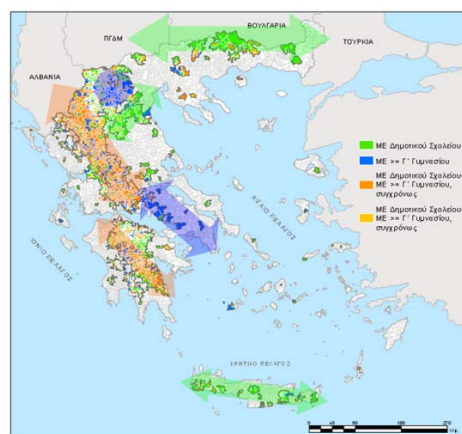 ΒΟΥΛΓΑΡΙΑ
ΠΓΔΜ
ΤΟΥΡΚΙΑ
ΑΛΒΑΝΙΑ
ΜΕ Δημοτικού Σχολείου
ΜΕ >= Γ΄ Γυμνασίου
ΜΕ Δημοτικού Σχολείου
ΜΕ >= Γ΄ Γυμνασίου,
συγχρόνως
ΜΕ Δημοτικού Σχολείου
ΜΕ >= Γ΄ Γυμνασίου,
συγχρόνως
ΑΙΓΑΙΟ ΠΕΛΑΓΟΣ
ΙΟΝΙΟ ΠΕΛΑΓΟΣ
ΚΡΗΤΙΚΟ ΠΕΛΑΓΟΣ